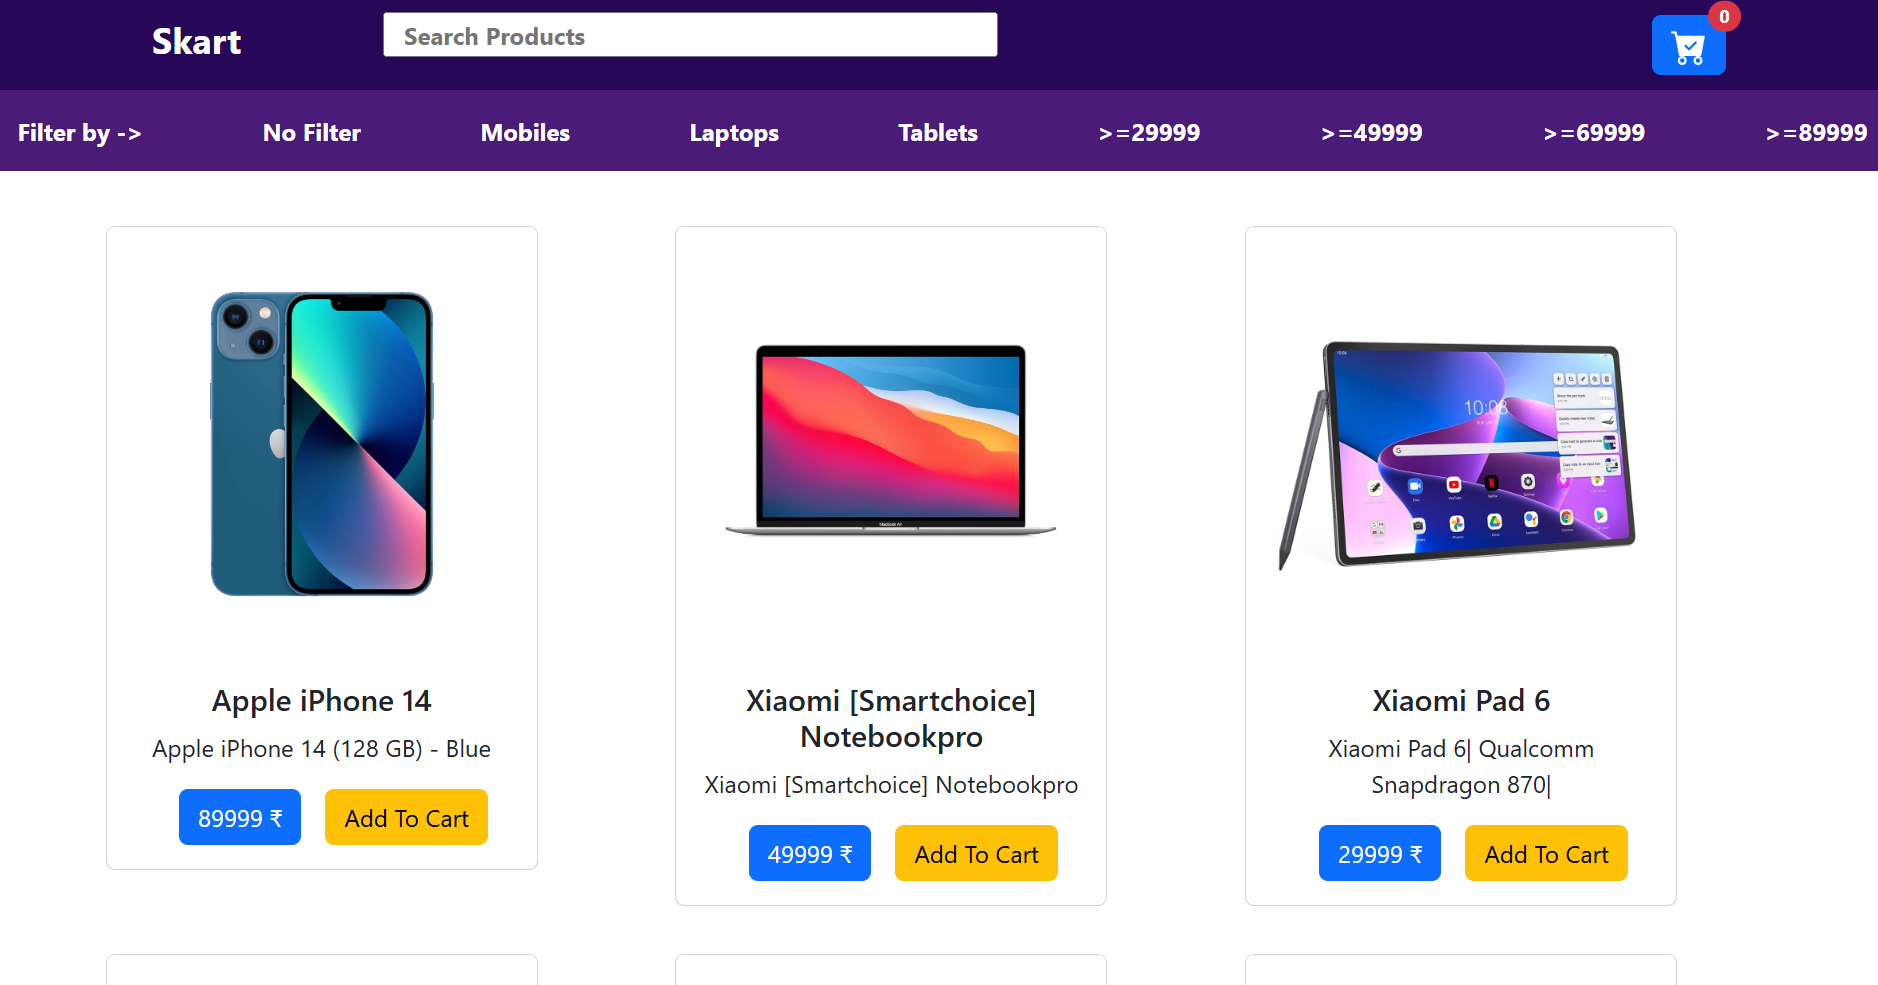 Skart
Search Products
0
Filter by ->
No Filter
Mobiles
Laptops
Tablets
>=29999
>=49999
>=69999
>=89999
MacBook Air
10:08
Apple iPhone 14
Apple iPhone 14 (128 GB) - Blue
89999 ₹
Add To Cart
Xiaomi [Smartchoice]
Notebookpro
Xiaomi [Smartchoice] Notebookpro
49999 ₹
Add To Cart
Xiaomi Pad 6
Xiaomi Pad 6| Qualcomm
Snapdragon 870|
29999 ₹
Add To Cart